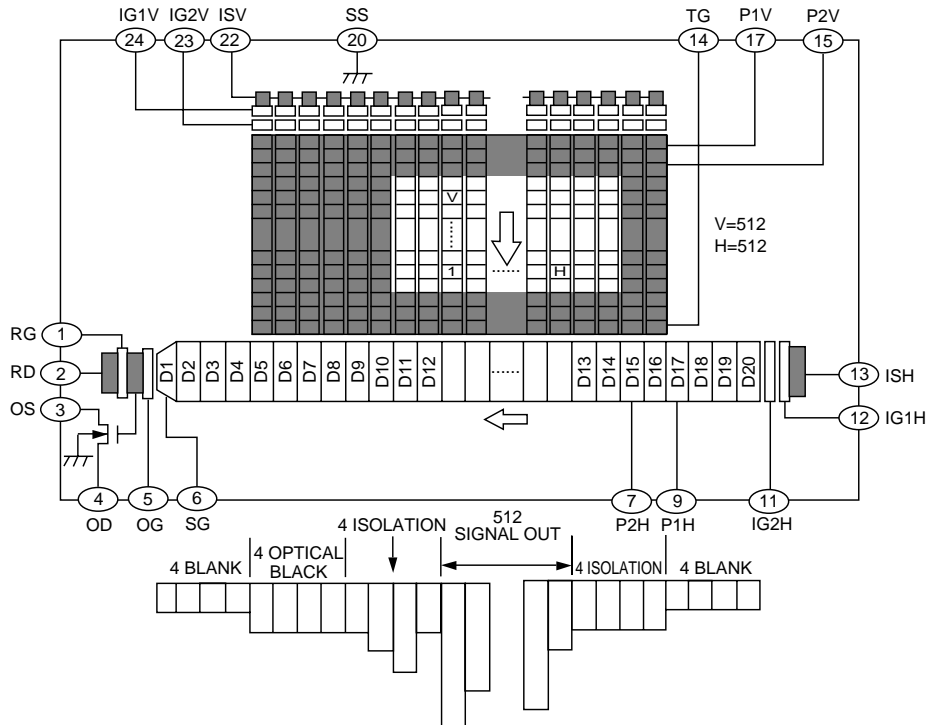 IG1V IG2V ISV SS TG P1V P2V
24 23 22 20 14 17 15
V
1 ...... H
V=512
H=512
RG 1
RD 2
OS 3
D1 D2 D3 D4 D5 D6 D7 D8 D9 D10 D11 D12 ...... D13 D14 D15 D16 D17 D18 D19 D20
13 ISH
12 IG1H
4 5 6 7 9 11
OD OG SG P2H P1H IG2H
4 BLANK
4 OPTICAL
BLACK
4 ISOLATION
512
SIGNAL OUT
4 ISOLATION
4 BLANK